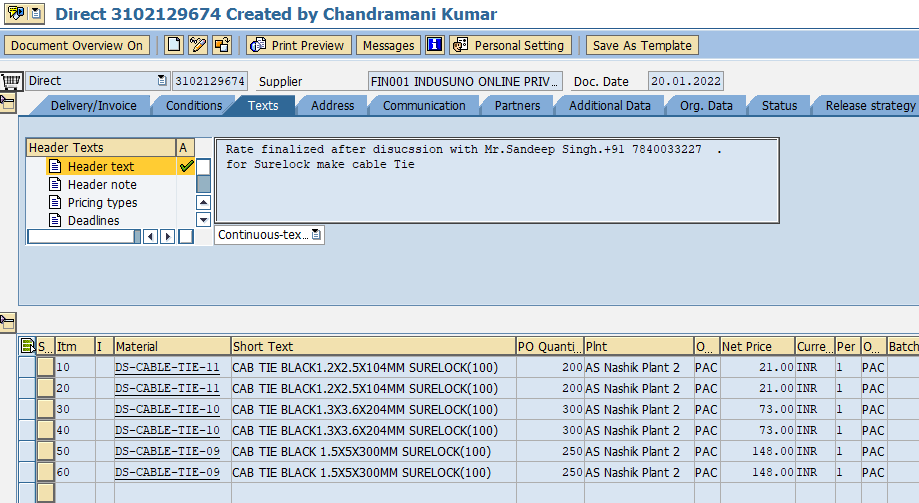 Direct 3102129674 Created by Chandramani Kumar
Document Overview On Print Preview Messages Personal Setting Save As Template
Direct 3102129674 Supplier FIN001 INDUSUNO ONLINE PRIV... Doc. Date 20.01.2022
Delivery/Invoice Conditions Texts Address Communication Partners Additional Data Org. Data Status Release strategy
Header Texts A
Header text
Header note
Pricing types
Deadlines
Rate finalized after disucssion with Mr.Sandeep Singh.+91 7840033227 .
for Surelock make cable Tie
Continuous-tex...
S.. Itm I Material Short Text PO Quanti... Plnt O... Net Price Curre... Per O... Batch
10 DS-CABLE-TIE-11 CAB TIE BLACK1.2X2.5X104MM SURELOCK(100) 200 AS Nashik Plant 2 PAC 21.00 INR 1 PAC
20 DS-CABLE-TIE-11 CAB TIE BLACK1.2X2.5X104MM SURELOCK(100) 200 AS Nashik Plant 2 PAC 21.00 INR 1 PAC
30 DS-CABLE-TIE-10 CAB TIE BLACK1.3X3.6X204MM SURELOCK(100) 300 AS Nashik Plant 2 PAC 73.00 INR 1 PAC
40 DS-CABLE-TIE-10 CAB TIE BLACK1.3X3.6X204MM SURELOCK(100) 300 AS Nashik Plant 2 PAC 73.00 INR 1 PAC
50 DS-CABLE-TIE-09 CAB TIE BLACK 1.5X5X300MM SURELOCK(100) 250 AS Nashik Plant 2 PAC 148.00 INR 1 PAC
60 DS-CABLE-TIE-09 CAB TIE BLACK 1.5X5X300MM SURELOCK(100) 250 AS Nashik Plant 2 PAC 148.00 INR 1 PAC